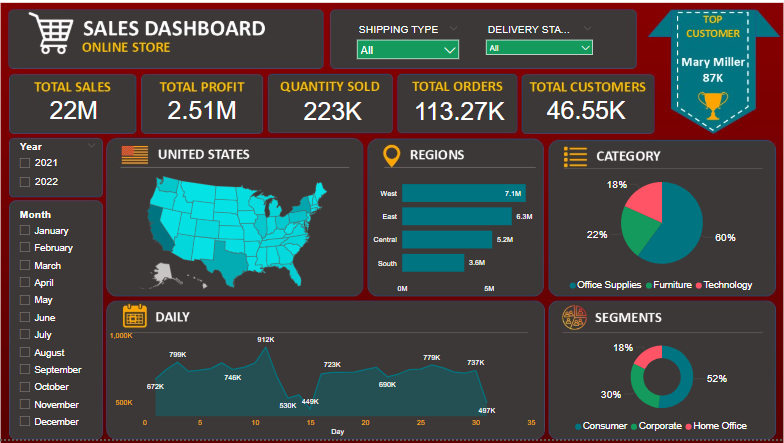 SALES DASHBOARD
ONLINE STORE
SHIPPING TYPE
All
DELIVERY STA...
All
TOP
CUSTOMER
Mary Miller
87K
TOTAL SALES
22M
TOTAL PROFIT
2.51M
QUANTITY SOLD
223K
TOTAL ORDERS
113.27K
TOTAL CUSTOMERS
46.55K
Year
2021
2022
Month
January
February
March
April
May
June
July
August
September
October
November
December
UNITED STATES
REGIONS
West
7.1M
East
6.3M
Central
5.2M
South
3.6M
0M
5M
CATEGORY
18%
22%
60%
Office Supplies
Furniture
Technology
DAILY
1,000K
500K
672K
799K
746K
912K
530K
449K
723K
690K
779K
737K
497K
0
5
10
15
20
25
30
35
Day
SEGMENTS
18%
30%
52%
Consumer
Corporate
Home Office